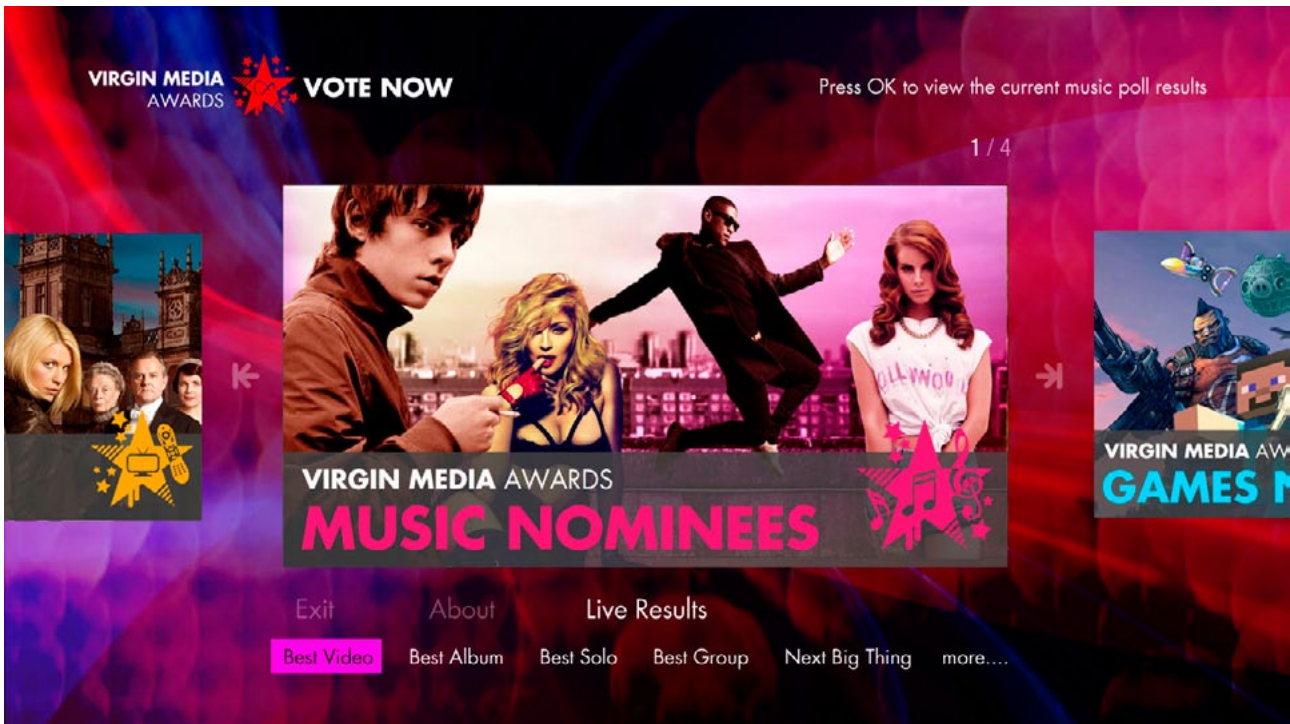 VIRGIN MEDIA
AWARDS
VOTE NOW
Press OK to view the current music poll results
1 / 4
VIRGIN MEDIA AWARDS
MUSIC NOMINEES
VIRGIN MEDIA AW
GAMES N
OLLYWOO
Exit About Live Results
Best Video Best Album Best Solo Best Group Next Big Thing more....